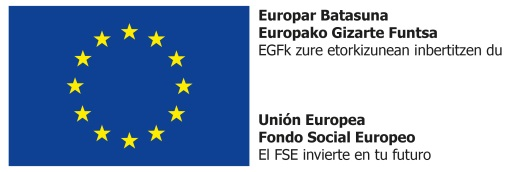 Europar Batasuna
Europako Gizarte Funtsa
EGFk zure etorkizunean inbertitzen du
Unión Europea
Fondo Social Europeo
El FSE invierte en tu futuro